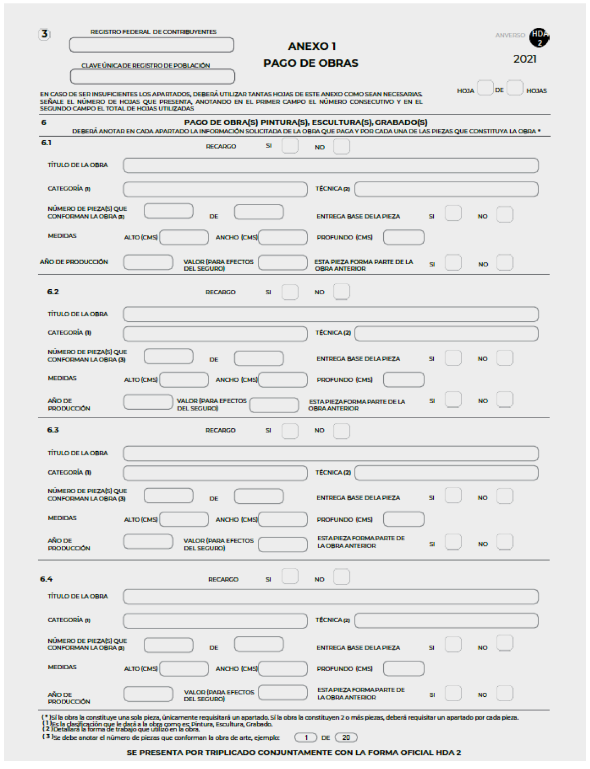 3 REGISTRO FEDERAL DE CONTRIBUYENTES ANVERSO HDA 2
ANEXO 1 2021
CLAVE ÚNICA DE REGISTRO DE POBLACIÓN PAGO DE OBRAS
EN CASO DE SER INSUFICIENTES LOS APARTADOS, DEBERÁ UTILIZAR TANTAS HOJAS DE ESTE ANEXO COMO SEAN NECESARIAS. HOJA DE HOJAS
SEÑALE EL NÚMERO DE HOJAS QUE PRESENTA, ANOTANDO EN EL PRIMER CAMPO EL NÚMERO CONSECUTIVO Y EN EL
SEGUNDO CAMPO EL TOTAL DE HOJAS UTILIZADAS
6 PAGO DE OBRA(S) PINTURA(S), ESCULTURA(S), GRABADO(S)
DEBERÁ ANOTAR EN CADA APARTADO LA INFORMACIÓN SOLICITADA DE LA OBRA QUE PAGA Y POR CADA UNA DE LAS PIEZAS QUE CONSTITUYA LA OBRA *
6.1 RECARGO SI NO
TÍTULO DE LA OBRA
CATEGORÍA (1) TÉCNICA (2)
NÚMERO DE PIEZA(S) QUE
CONFORMAN LA OBRA (3) DE ENTREGA BASE DE LA PIEZA SI NO
MEDIDAS ALTO (CMS) ANCHO (CMS) PROFUNDO (CMS)
AÑO DE PRODUCCIÓN VALOR (PARA EFECTOS ESTA PIEZA FORMA PARTE DE LA SI NO
DEL SEGURO) OBRA ANTERIOR
6.2 RECARGO SI NO
TÍTULO DE LA OBRA
CATEGORÍA (1) TÉCNICA (2)
NÚMERO DE PIEZA(S) QUE
CONFORMAN LA OBRA (3) DE ENTREGA BASE DE LA PIEZA SI NO
MEDIDAS ALTO (CMS) ANCHO (CMS) PROFUNDO (CMS)
AÑO DE VALOR (PARA EFECTOS ESTA PIEZA FORMA PARTE DE LA SI NO
PRODUCCIÓN DEL SEGURO) OBRA ANTERIOR
6.3 RECARGO SI NO
TÍTULO DE LA OBRA
CATEGORÍA (1) TÉCNICA (2)
NÚMERO DE PIEZA(S) QUE
CONFORMAN LA OBRA (3) DE ENTREGA BASE DE LA PIEZA SI NO
MEDIDAS ALTO (CMS) ANCHO (CMS) PROFUNDO (CMS)
AÑO DE VALOR (PARA EFECTOS ESTA PIEZA FORMA PARTE DE SI NO
PRODUCCIÓN DEL SEGURO) LA OBRA ANTERIOR
6.4 RECARGO SI NO
TÍTULO DE LA OBRA
CATEGORÍA (1) TÉCNICA (2)
NÚMERO DE PIEZA(S) QUE
CONFORMAN LA OBRA (3) DE ENTREGA BASE DE LA PIEZA SI NO
MEDIDAS ALTO (CMS) ANCHO (CMS) PROFUNDO (CMS)
AÑO DE VALOR (PARA EFECTOS ESTA PIEZA FORMA PARTE DE SI NO
PRODUCCIÓN DEL SEGURO) LA OBRA ANTERIOR
( * )Si la obra la constituye una sola pieza, únicamente requisitará un apartado. Si la obra la constituyen 2 o más piezas, deberá requisitar un apartado por cada pieza.
( 1 )Es la clasificación que le dará a la obra como es: Pintura, Escultura, Grabado.
( 2 )Detallará la forma de trabajo que utilizó en la obra.
( 3 )Se debe anotar el número de piezas que conforman la obra de arte, ejemplo: 1 DE 20
SE PRESENTA POR TRIPLICADO CONJUNTAMENTE CON LA FORMA OFICIAL HDA 2